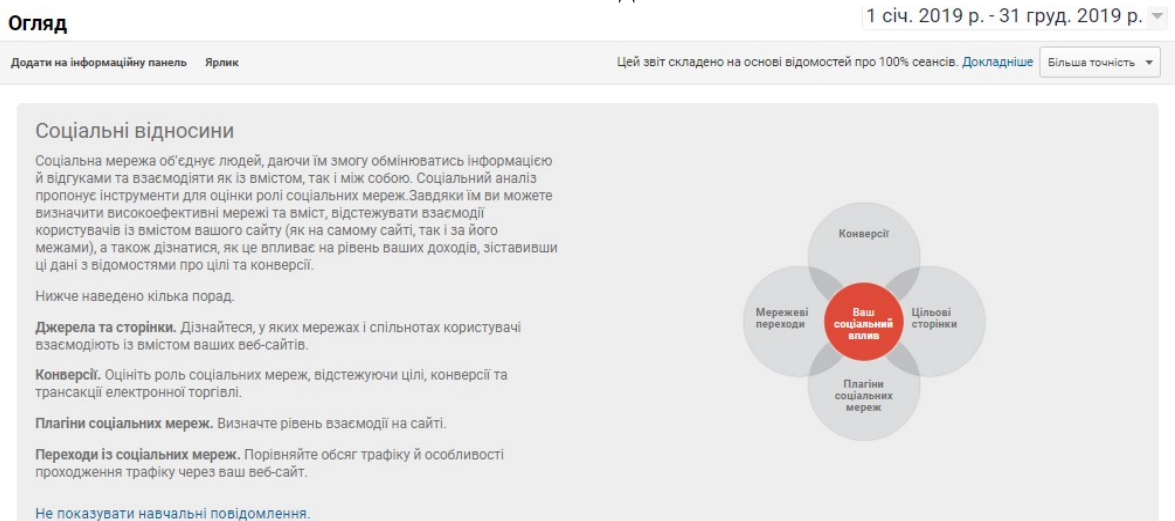 Огляд
1 січ. 2019 р. - 31 груд. 2019 р.
Додати на інформаційну панель Ярлик
Цей звіт складено на основі відомостей про 100% сеансів. Докладніше Більша точність
Соціальні відносини
Соціальна мережа об'єднує людей, даючи їм змогу обмінюватись інформацією
й відгуками та взаємодіяти як із вмістом, так і між собою. Соціальний аналіз
пропонує інструменти для оцінки ролі соціальних мереж.Завдяки їм ви можете
визначити високоефективні мережі та вміст, відстежувати взаємодії
користувачів із вмістом вашого сайту (як на самому сайті, так і за його
межами), а також дізнатися, як це впливає на рівень ваших доходів, зіставивши
ці дані з відомостями про цілі та конверсії.
Нижче наведено кілька порад.
Джерела та сторінки. Дізнайтеся, у яких мережах і спільнотах користувачі
взаємодіють із вмістом ваших веб-сайтів.
Конверсії. Оцініть роль соціальних мереж, відстежуючи цілі, конверсії та
трансакції електронної торгівлі.
Плагіни соціальних мереж. Визначте рівень взаємодії на сайті.
Переходи із соціальних мереж. Порівняйте обсяг трафіку й особливості
проходження трафіку через ваш веб-сайт.
Не показувати навчальні повідомлення.
Конверсії
Мережеві
переходи
Ваш
соціальний
вплив
Цільові
сторінки
Плагіни
соціальних
мереж